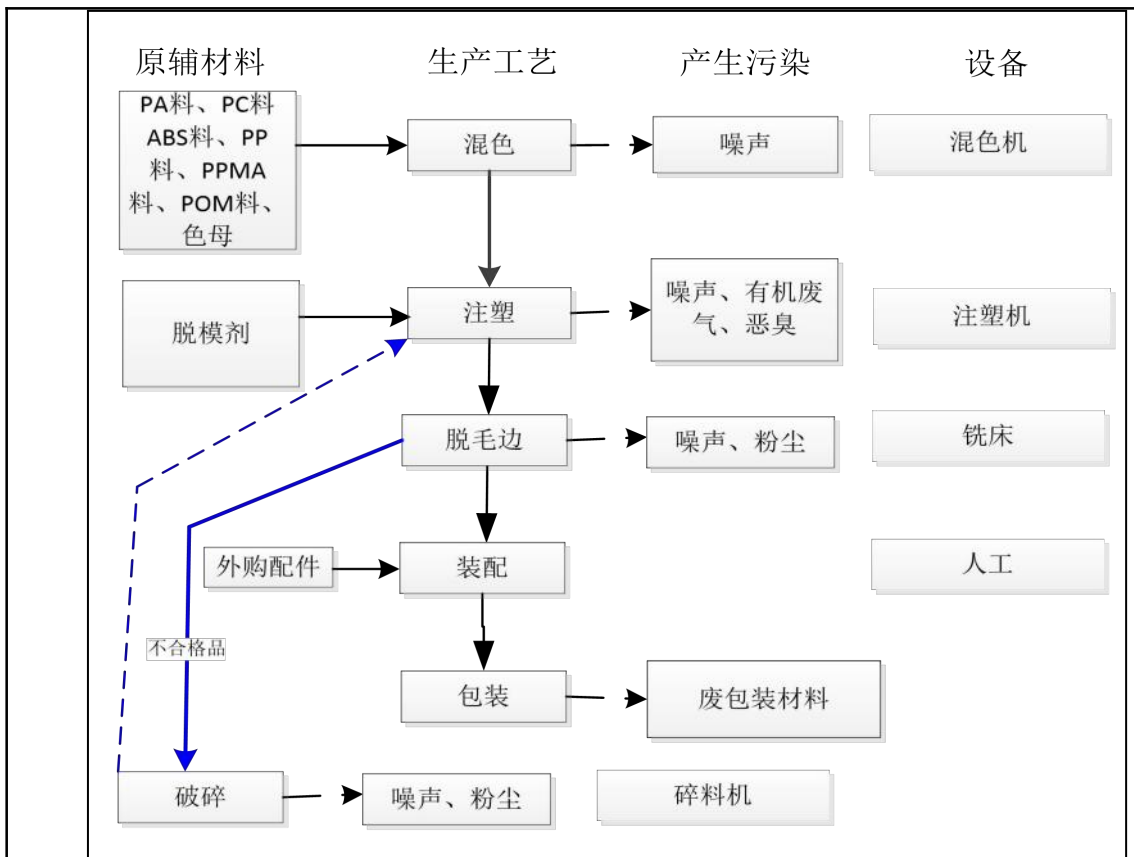 原辅材料
生产工艺
产生污染
设备
PA料、PC料
ABS料、PP
料、PPMA
料、POM料、
色母
混色
噪声
混色机
脱模剂
注塑
噪声、有机废
气、恶臭
注塑机
脱毛边
噪声、粉尘
铣床
外购配件
装配
人工
不合格品
包装
废包装材料
破碎
噪声、粉尘
碎料机